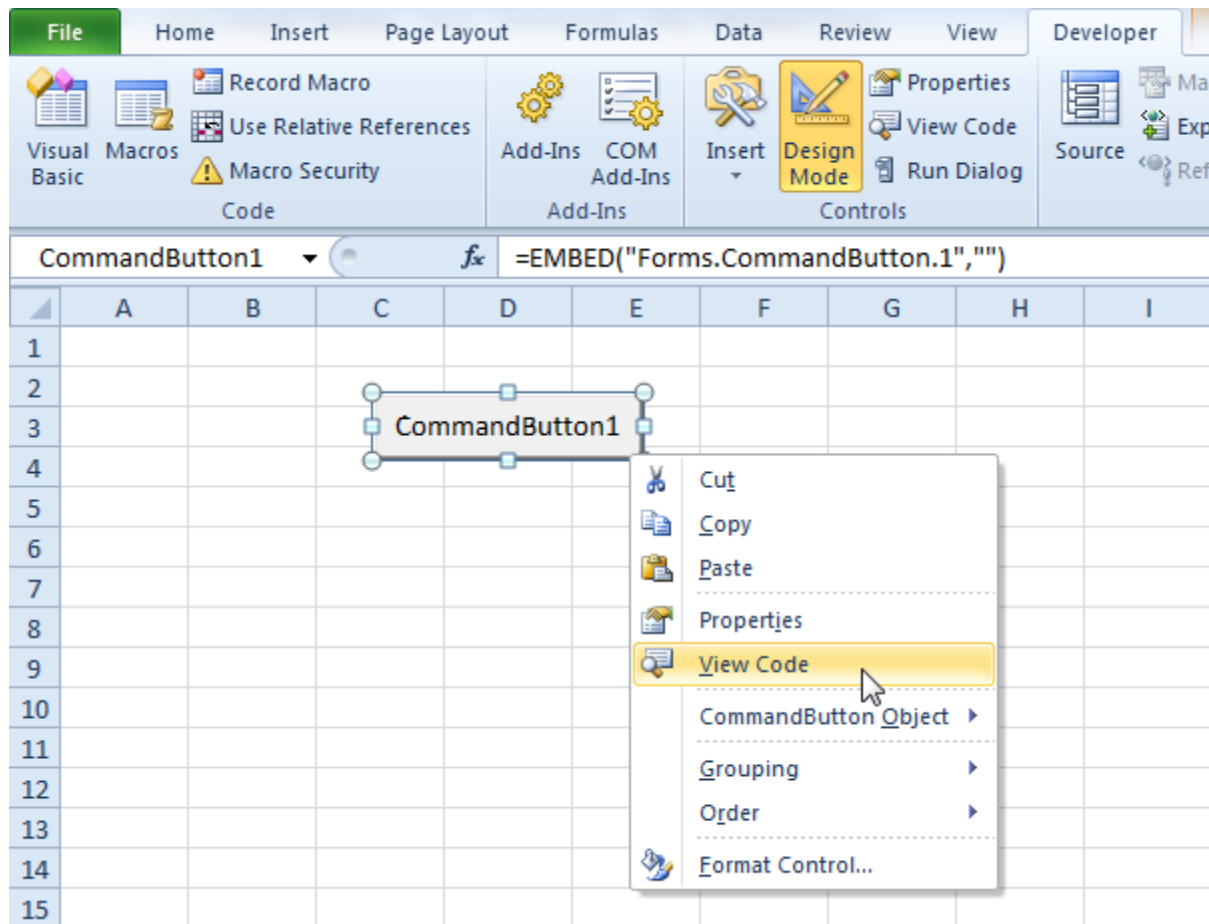 File Home Insert Page Layout Formulas Data Review View Developer
Record Macro
Use Relative References
Macro Security
Visual Basic
Macros
Code
Add-Ins
COM Add-Ins
Add-Ins
Insert
Design Mode
Properties
View Code
Run Dialog
Controls
Source
CommandButton1 fx =EMBED("Forms.CommandButton.1","")
A B C D E F G H I
1
2
3 CommandButton1
4
5
6
7
8
9
10
11
12
13
14
15
Cut
Copy
Paste
Properties
View Code
CommandButton Object
Grouping
Order
Format Control...